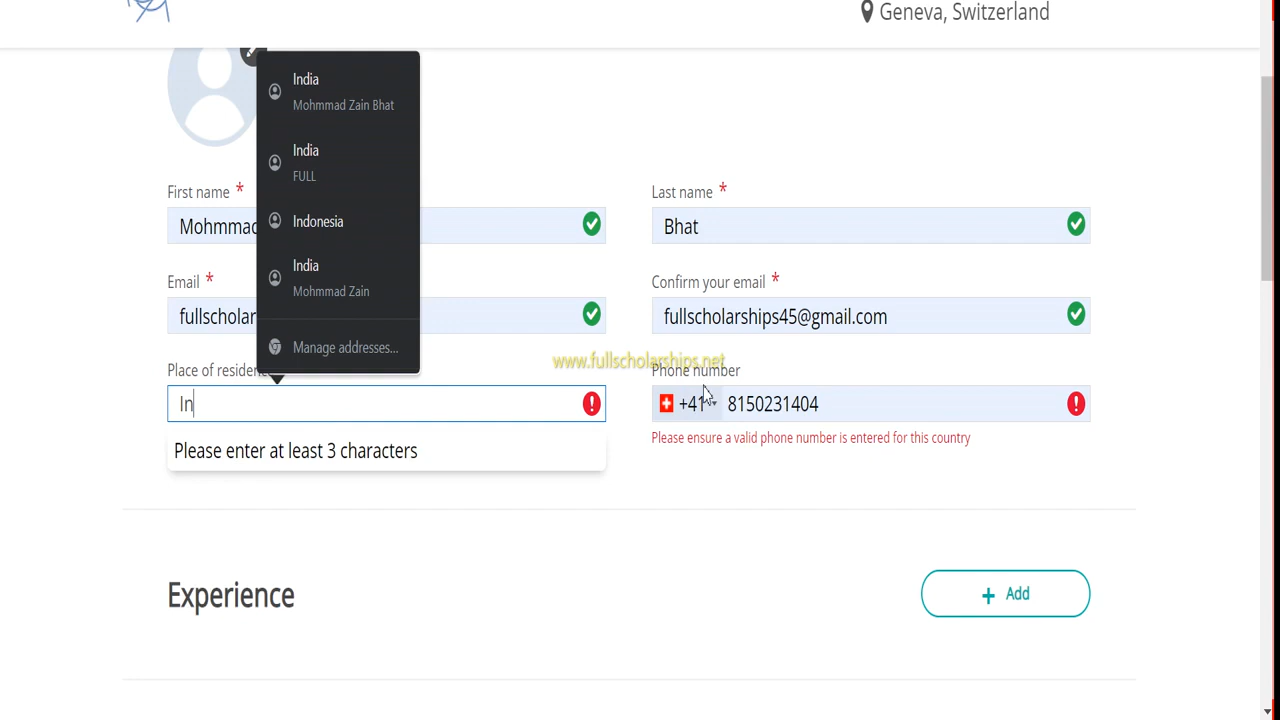 Geneva, Switzerland
India
Mohmmad Zain Bhat
India
FULL
Indonesia
India
Mohmmad Zain
Manage addresses...
First name *
Last name *
Mohmmad
Bhat
Email *
Confirm your email *
fullscholar
fullscholarships45@gmail.com
www.fullscholarships.net
Place of residen
Phone number
In
+41
8150231404
Please enter at least 3 characters
Please ensure a valid phone number is entered for this country
Experience
+ Add